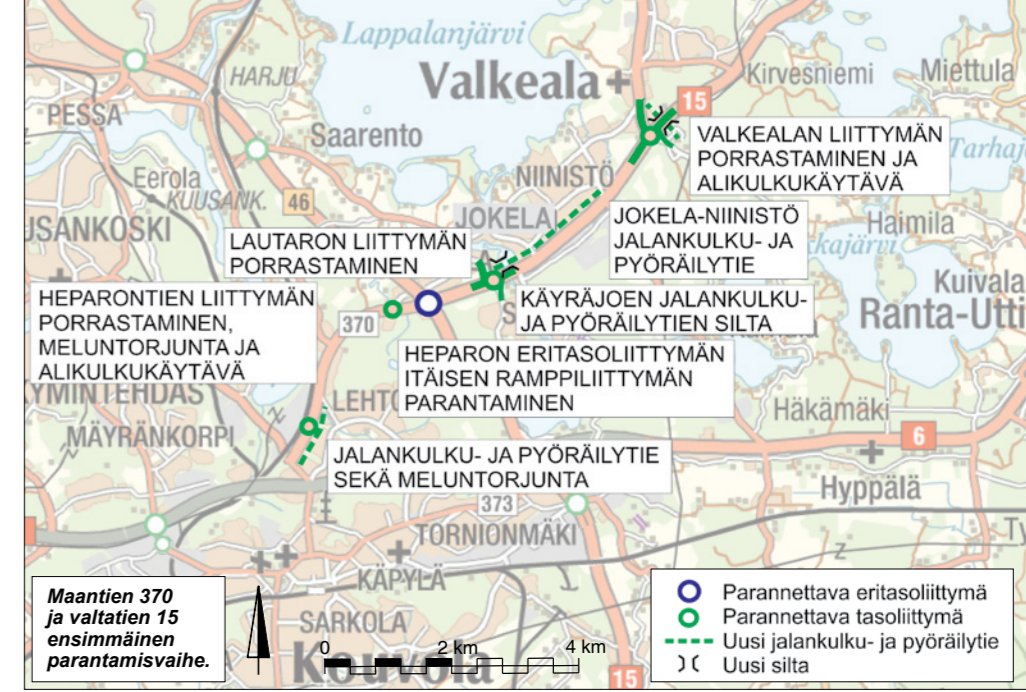 Lappalanjärvi
HARJU
Valkeala
Kirvesniemi
Miettula
PESSA
15
Saarento
VALKEALAN LIITTYMÄN
PORRASTAMINEN JA
ALIKULKUKÄYTÄVÄ
Eerola
KUUSANK.
46
NIINISTÖ
JOKELA
JOKELA-NIINISTÖ
JALANKULKU- JA
PYÖRÄILYTIE
Haimila
LAUTARON LIITTYMÄN
PORRASTAMINEN
Kuivala
Ranta-Utti
HEPARONTIEN LIITTYMÄN
PORRASTAMINEN,
MELUNTORJUNTA JA
ALIKULKUKÄYTÄVÄ
370
KÄYRÄJOEN JALANKULKU-
JA PYÖRÄILYTIEN SILTA
HEPARON ERITASOLIITTYMÄN
ITÄISEN RAMPPILIITTYMÄN
PARANTAMINEN
MÄYRÄNKORPI
Häkämäki
6
JALANKULKU- JA PYÖRÄILYTIE
SEKÄ MELUNTORJUNTA
Hyppälä
373
TORNIONMÄKI
KÄPYLÄ
SARKOLA
Kouvola
15
Maantien 370
ja valtatien 15
ensimmäinen
parantamisvaihe.
0 2 km 4 km
Parannettava eritasoliittymä
Parannettava tasoliittymä
Uusi jalankulku- ja pyöräilytie
Uusi silta